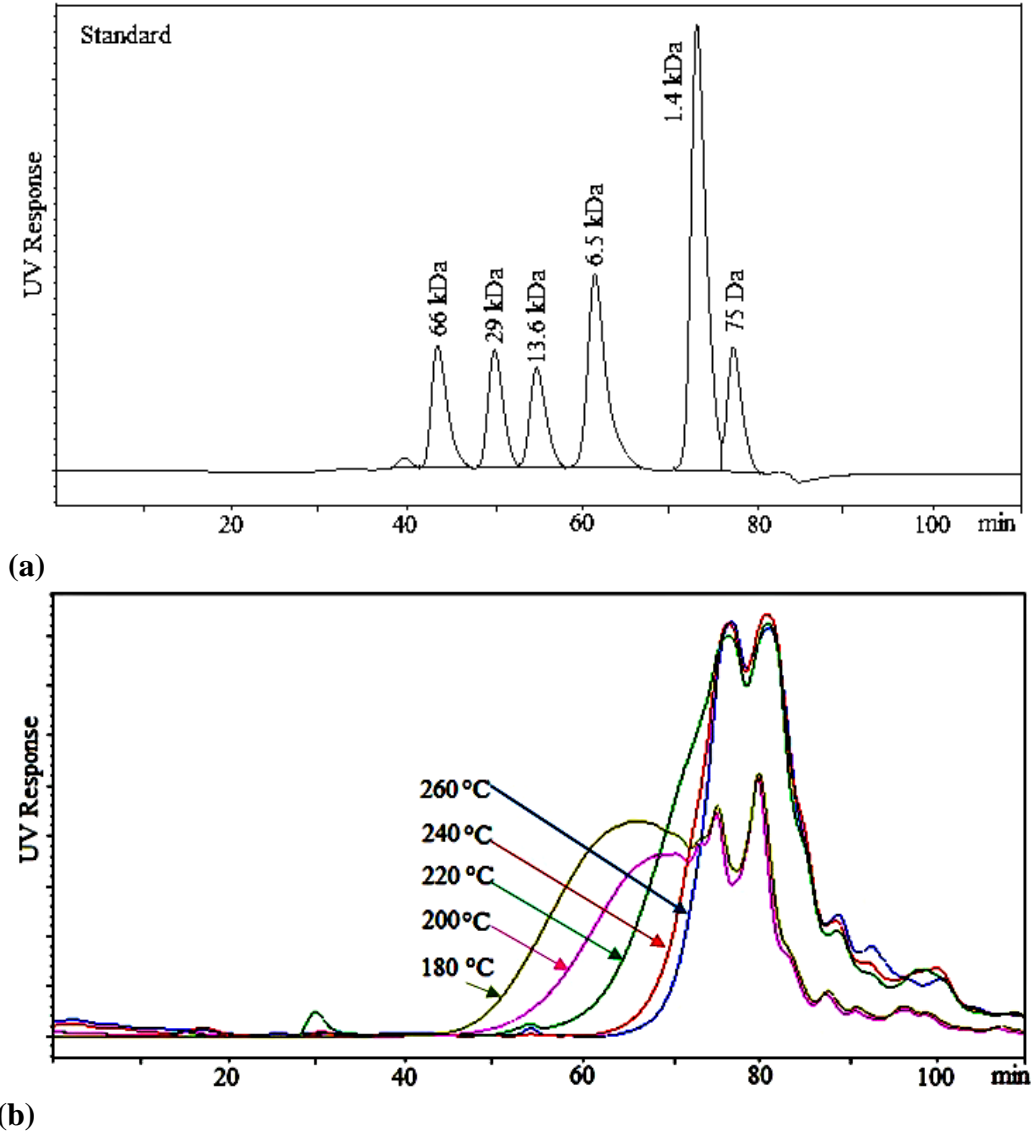 Standard
UV Response
66 kDa
29 kDa
13.6 kDa
6.5 kDa
1.4 kDa
75 Da
20 40 60 80 100 min
(a)
UV Response
260 °C
240 °C
220 °C
200 °C
180 °C
20 40 60 80 100 min
(b)